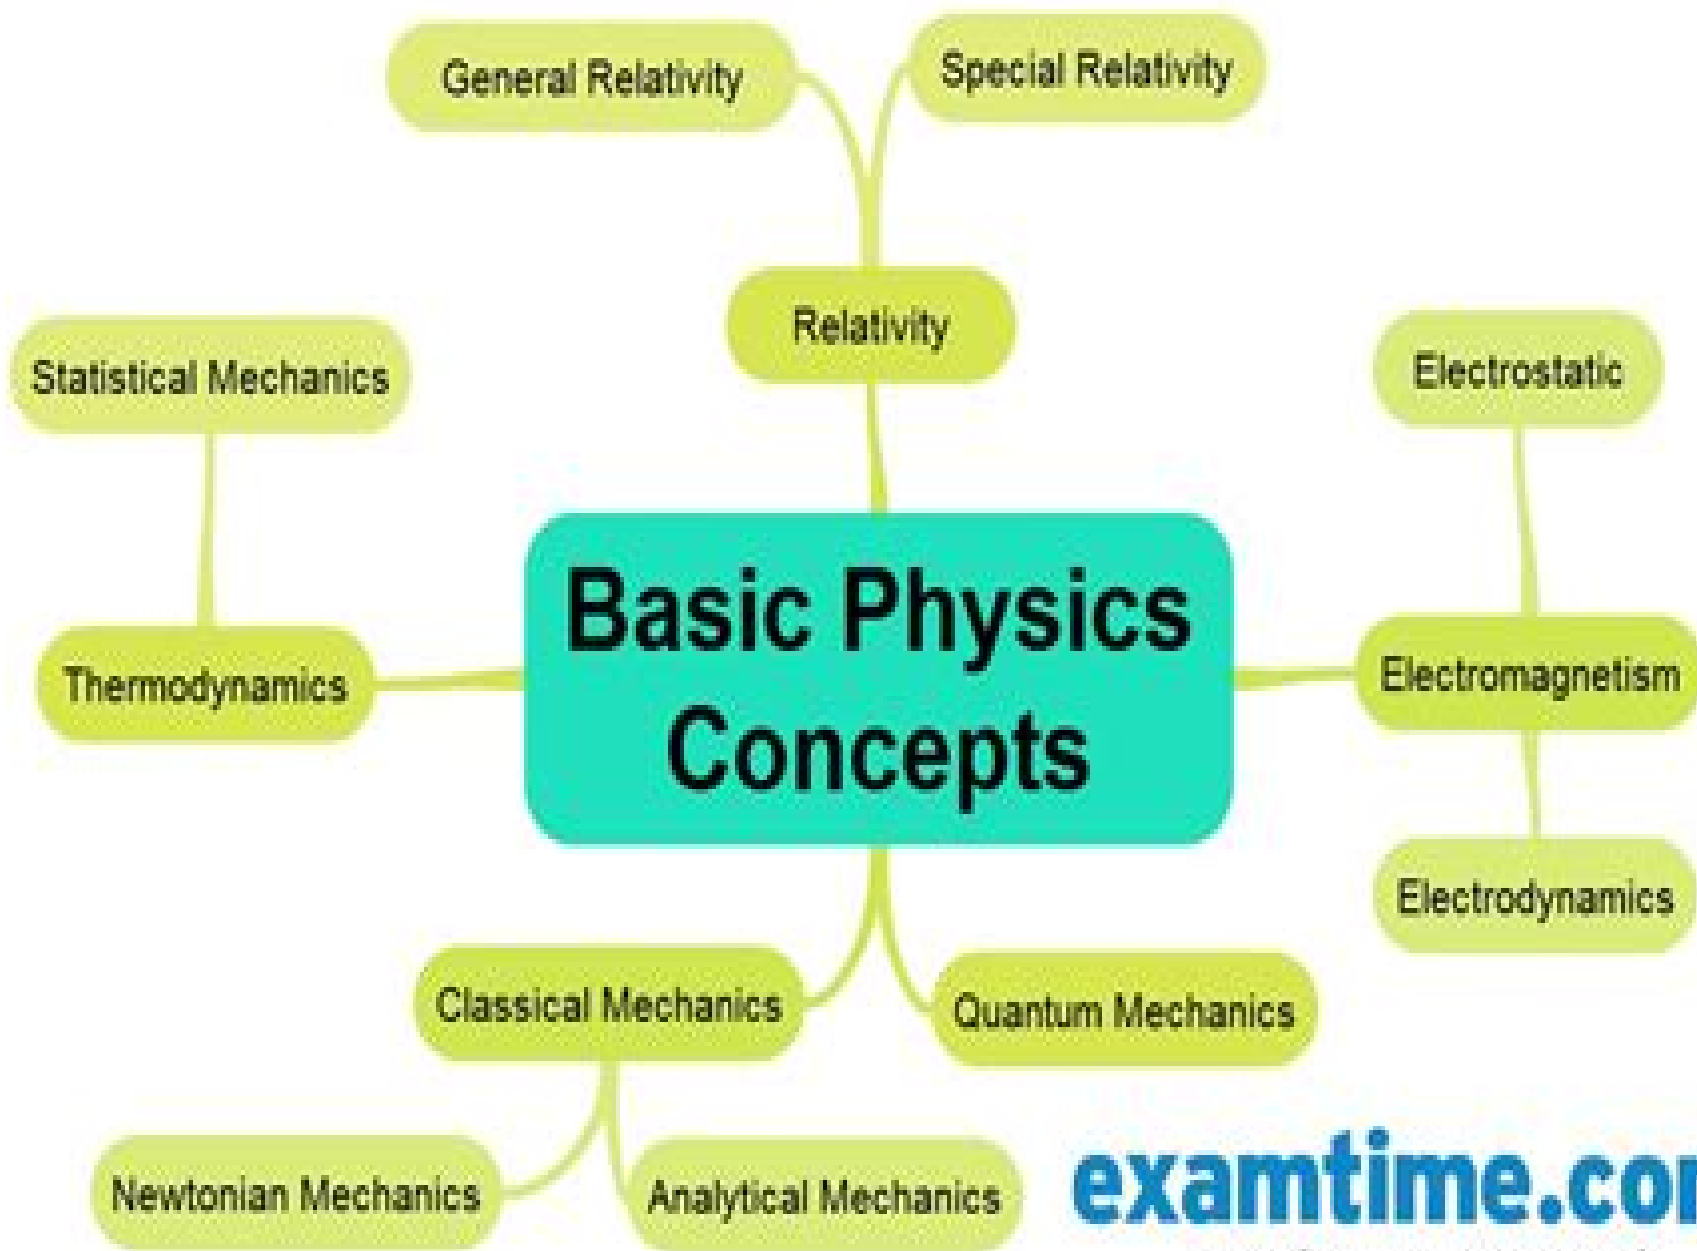 General Relativity
Special Relativity
Relativity
Statistical Mechanics
Electrostatic
Basic Physics
Concepts
Thermodynamics
Electromagnetism
Electrodynamics
Classical Mechanics
Quantum Mechanics
Newtonian Mechanics
Analytical Mechanics
examtime.co